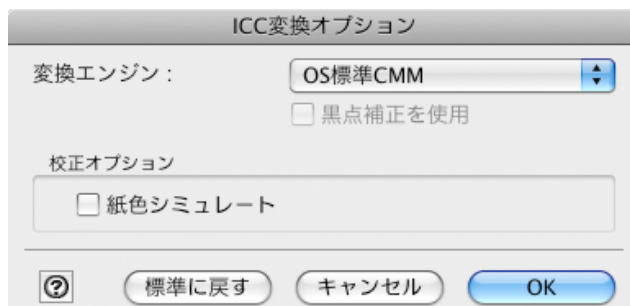 ICC変換オプション
変換エンジン : OS標準CMM
黒点補正を使用
校正オプション
紙色シミュレート
? 標準に戻す キャンセル OK